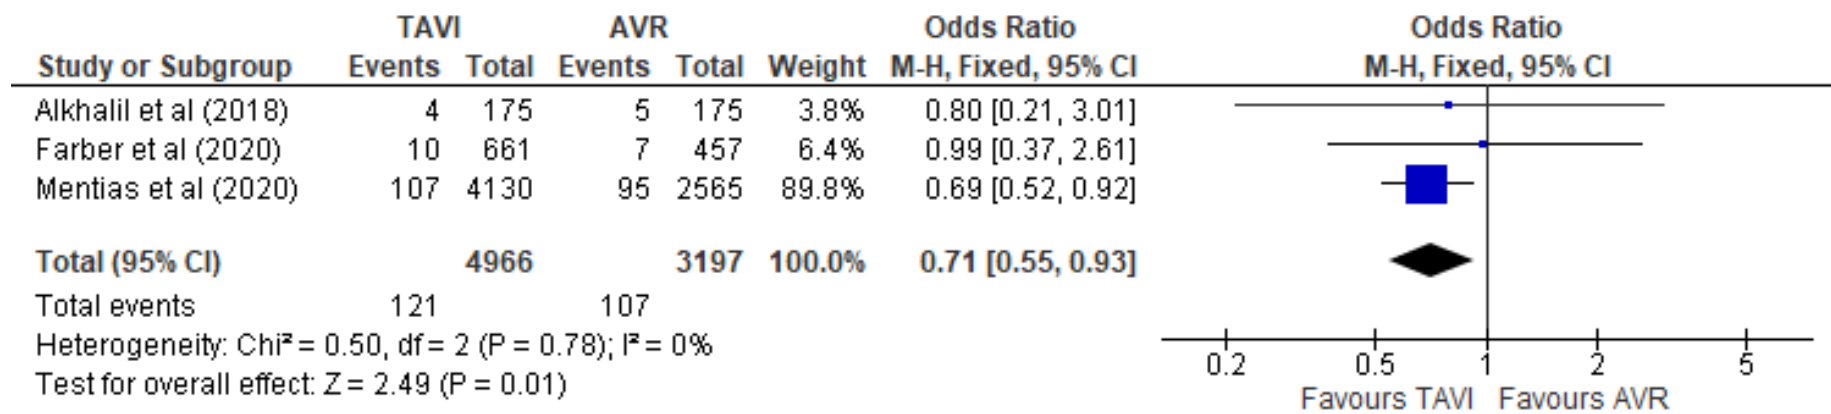 TAVI AVR Odds Ratio Odds Ratio
Study or Subgroup Events Total Events Total Weight M-H, Fixed, 95% CI M-H, Fixed, 95% CI
Alkhalil et al (2018) 4 175 5 175 3.8% 0.80 [0.21, 3.01]
Farber et al (2020) 10 661 7 457 6.4% 0.99 [0.37, 2.61]
Mentias et al (2020) 107 4130 95 2565 89.8% 0.69 [0.52, 0.92]
Total (95% CI) 4966 3197 100.0% 0.71 [0.55, 0.93]
Total events 121 107
Heterogeneity: Chi² = 0.50, df = 2 (P = 0.78); I² = 0%
Test for overall effect: Z = 2.49 (P = 0.01)
0.2 0.5 1 2 5
Favours TAVI Favours AVR